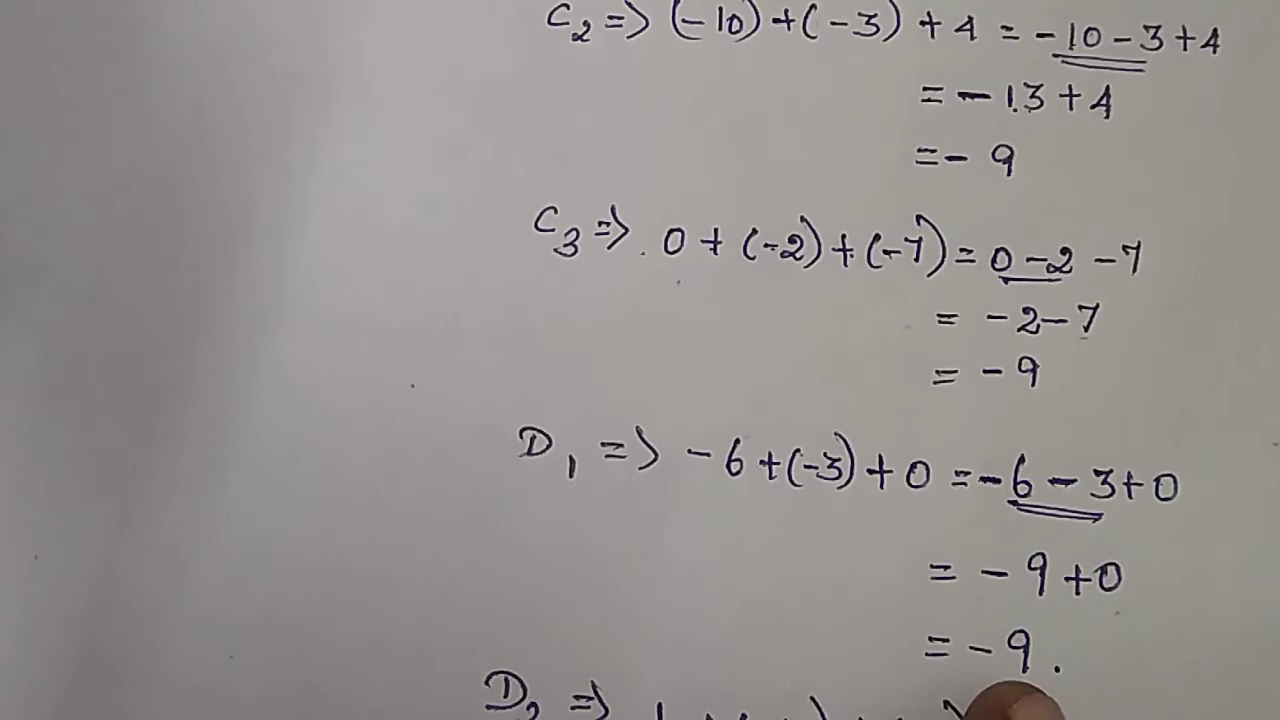 C₂ => (-10) + (-3) + 4 = -10 - 3 + 4
= - 13 + 4
= - 9
C₃ => 0 + (-2) + (-7) = 0 - 2 - 7
= - 2 - 7
= - 9
D₁ => - 6 + (-3) + 0 = - 6 - 3 + 0
= - 9 + 0
= - 9.
D₂ =>